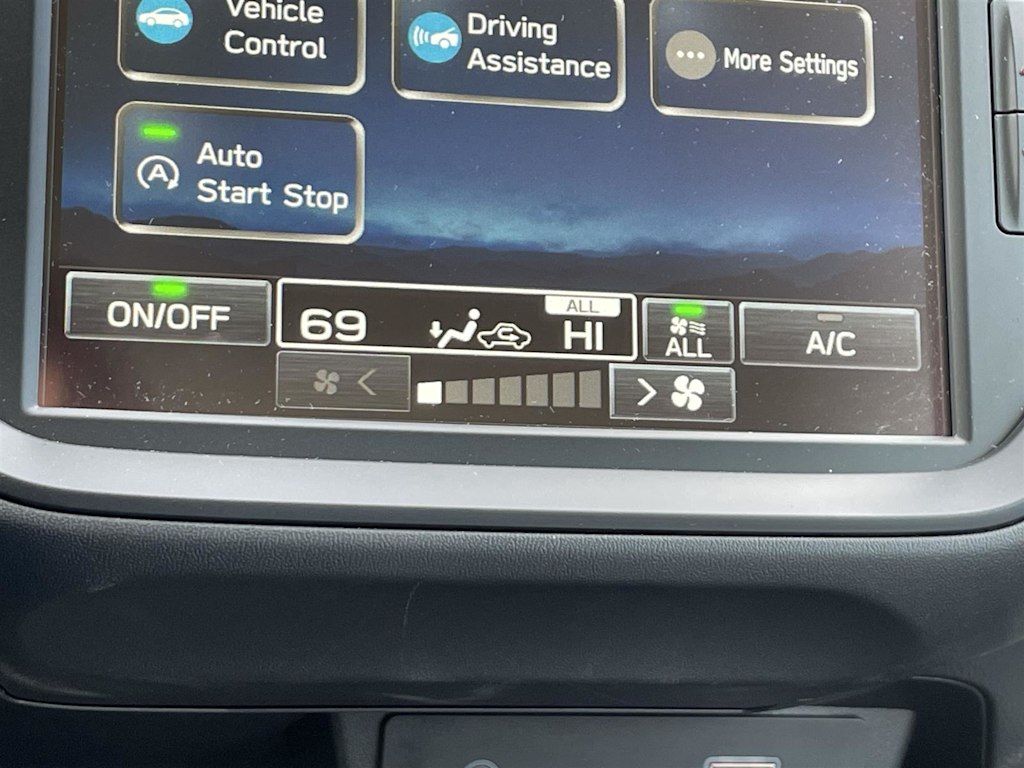 Vehicle
Control
Driving
Assistance
More Settings
A
Auto
Start Stop
ON/OFF
69
ALL
HI
ALL
A/C